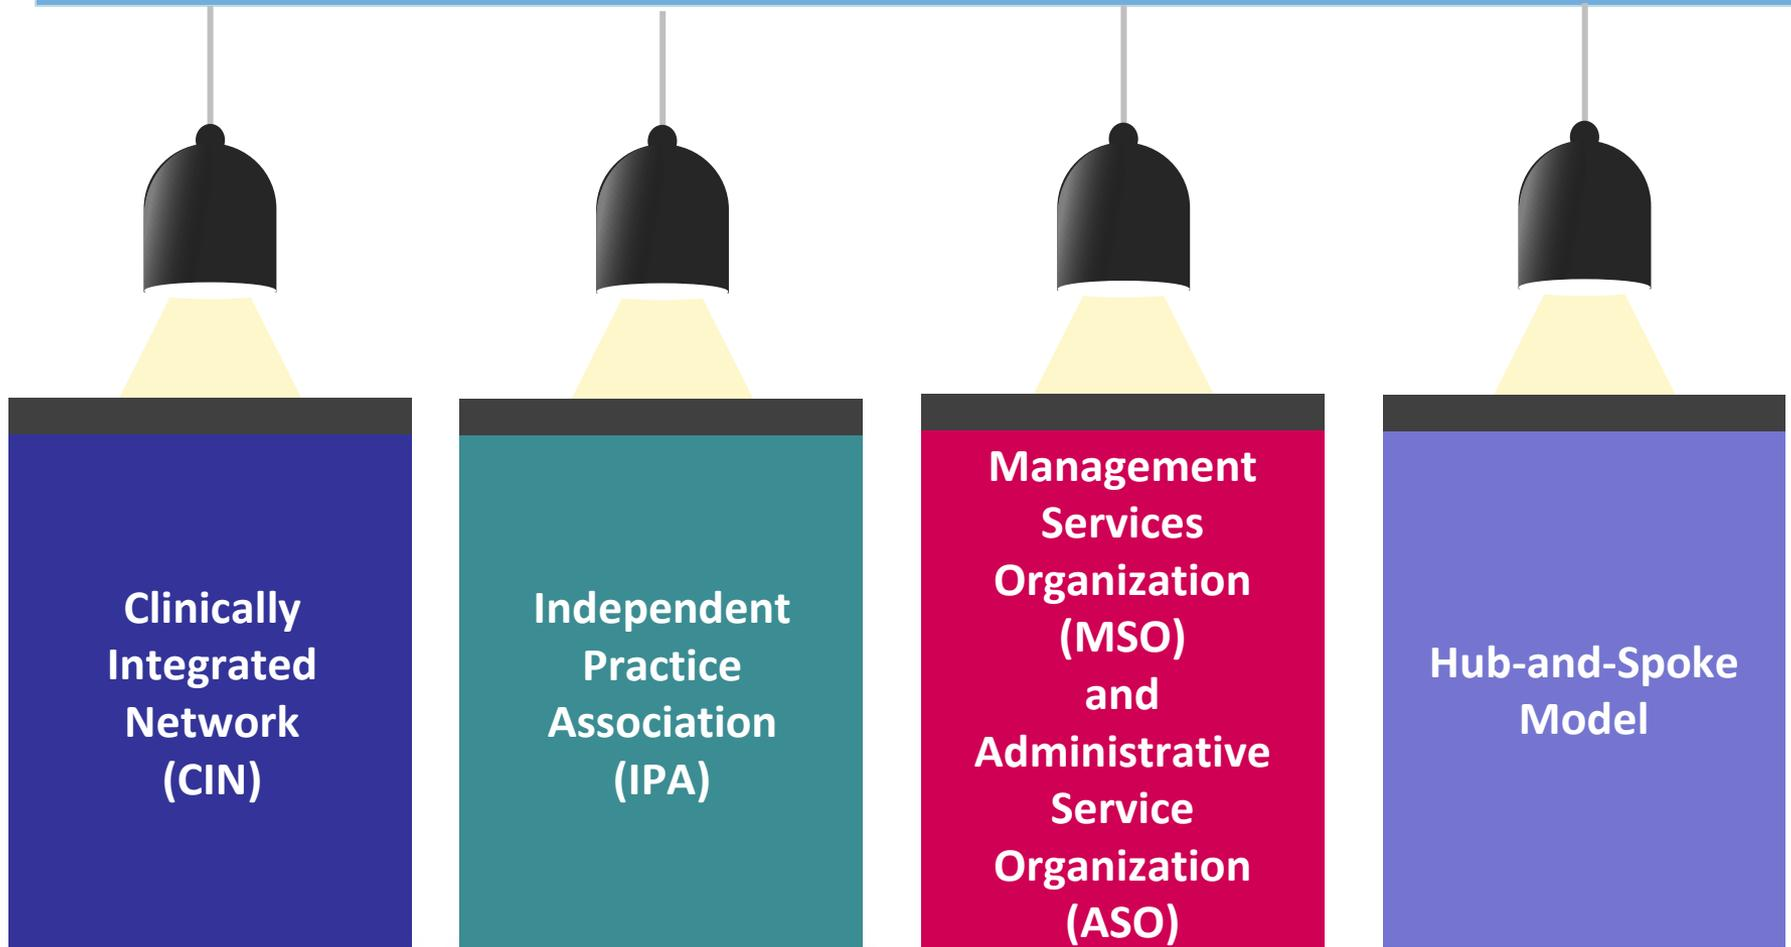 Clinically
Integrated
Network
(CIN)
Independent
Practice
Association
(IPA)
Management
Services
Organization
(MSO)
and
Administrative
Service
Organization
(ASO)
Hub-and-Spoke
Model